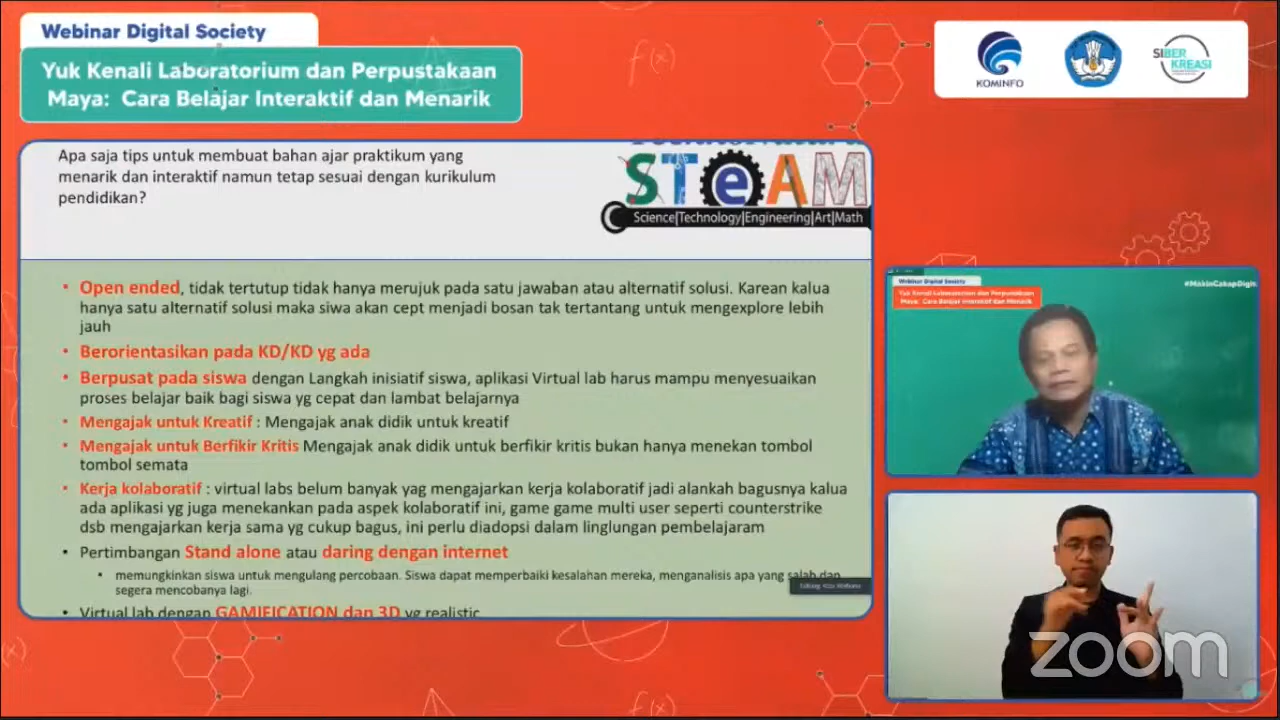 Webinar Digital Society
Yuk Kenali Laboratorium dan Perpustakaan
Maya: Cara Belajar Interaktif dan Menarik
KOMINFO
SIBER
KREASI
Apa saja tips untuk membuat bahan ajar praktikum yang
menarik dan interaktif namun tetap sesuai dengan kurikulum
pendidikan?
STeAM
Science|Technology|Engineering|Art|Math
• Open ended, tidak tertutup tidak hanya merujuk pada satu jawaban atau alternatif solusi. Karean kalua
hanya satu alternatif solusi maka siwa akan cept menjadi bosan tak tertantang untuk mengexplore lebih
jauh
• Berorientasikan pada KD/KD yg ada
• Berpusat pada siswa dengan Langkah inisiatif siswa, aplikasi Virtual lab harus mampu menyesuaikan
proses belajar baik bagi siswa yg cepat dan lambat belajarnya
• Mengajak untuk Kreatif : Mengajak anak didik untuk kreatif
• Mengajak untuk Berfikir Kritis Mengajak anak didik untuk berfikir kritis bukan hanya menekan tombol
tombol semata
• Kerja kolaboratif : virtual labs belum banyak yag mengajarkan kerja kolaboratif jadi alankah bagusnya kalua
ada aplikasi yg juga menekankan pada aspek kolaboratif ini, game game multi user seperti counterstrike
dsb mengajarkan kerja sama yg cukup bagus, ini perlu diadopsi dalam linglungan pembelajaram
• Pertimbangan Stand alone atau daring dengan internet
• memungkinkan siswa untuk mengulang percobaan. Siswa dapat memperbaiki kesalahan mereka, menganalisis apa yang salah dan
segera mencobanya lagi.
• Virtual lab dengan GAMIFICATION dan 3D yg realistic
Webinar Digital Society
Yuk Kenali Laboratorium dan Perpustakaan
Maya: Cara Belajar Interaktif dan Menarik
#MakinCakapDigit
zoom
f(x)
f(x)